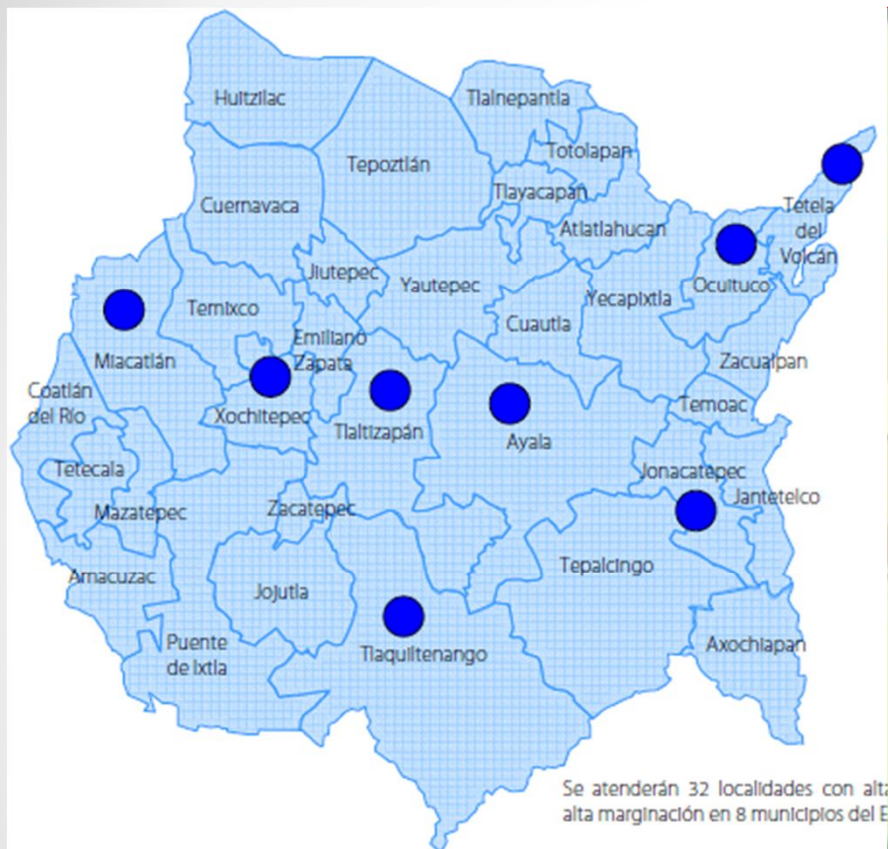 Huitzilac
Tlalnepantla
Tepoztlán
Totolapan
Tlayacapán
Cuernavaca
Tetela
del
Volcán
Atlatlahucan
Jiutepec
Yautepec
Ocuituco
Yecapixtla
Temixco
Cuautla
Emiliano
Zapata
Miacatlán
Zacualpan
Coatlán
del Río
Xochitepec
Tlaltizapán
Temoac
Ayala
Tetecala
Jonacatepec
Jantetelco
Mazatepec
Zacatepec
Tepalcingo
Amacuzac
Jojutla
Puente
de Ixtla
Tlaquiltenango
Axochiapan
Se atenderán 32 localidades con alta
alta marginación en 8 municipios del E